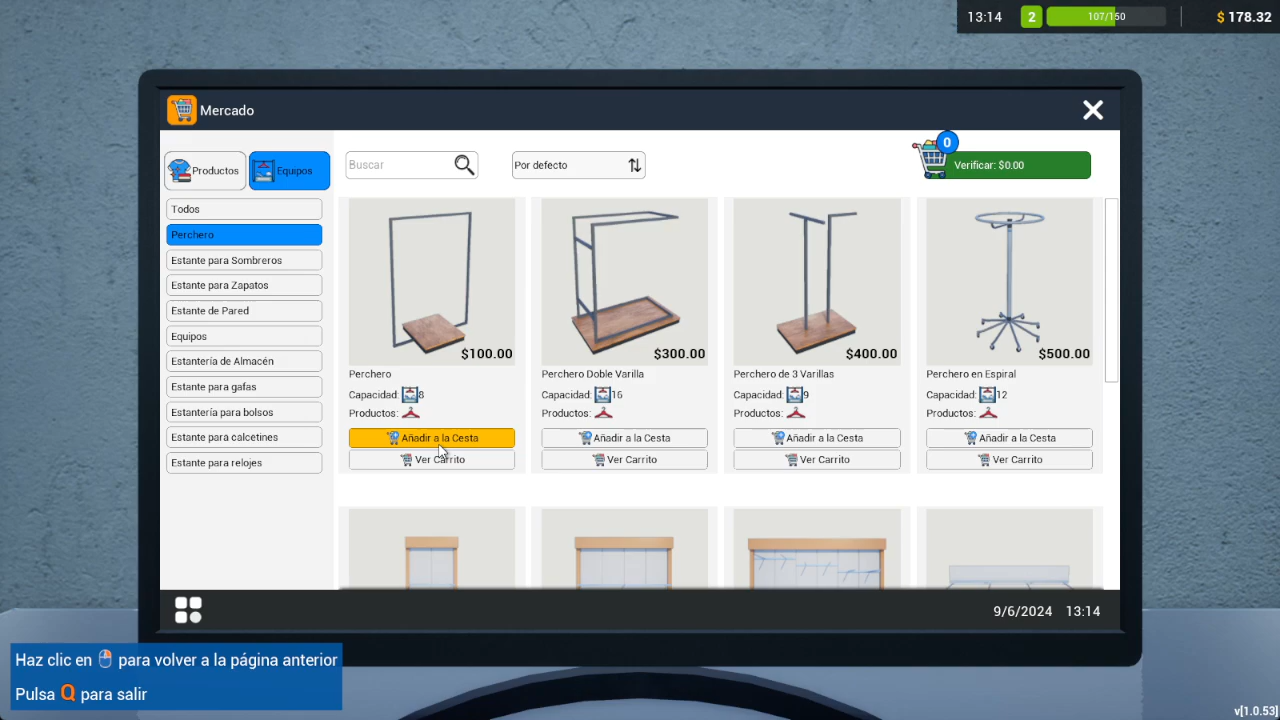 13:14
2
107/150
$ 178.32
Mercado
Productos
Equipos
Buscar
Por defecto
0
Verificar: $0.00
Todos
Perchero
Estante para Sombreros
Estante para Zapatos
Estante de Pared
Equipos
Estantería de Almacén
Estante para gafas
Estantería para bolsos
Estante para calcetines
Estante para relojes
$100.00
Perchero
Capacidad: 8
Productos:
Añadir a la Cesta
Ver Carrito
$300.00
Perchero Doble Varilla
Capacidad: 16
Productos:
Añadir a la Cesta
Ver Carrito
$400.00
Perchero de 3 Varillas
Capacidad: 9
Productos:
Añadir a la Cesta
Ver Carrito
$500.00
Perchero en Espiral
Capacidad: 12
Productos:
Añadir a la Cesta
Ver Carrito
9/6/2024 13:14
Haz clic en para volver a la página anterior
Pulsa Q para salir
v[1.0.53]